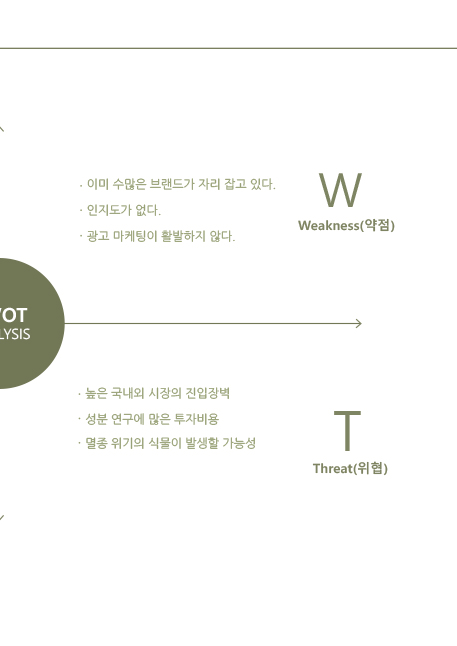 · 이미 수많은 브랜드가 자리 잡고 있다.
· 인지도가 없다.
· 광고 마케팅이 활발하지 않다.
W
Weakness(약점)
OT
LYSIS
· 높은 국내외 시장의 진입장벽
· 성분 연구에 많은 투자비용
· 멸종 위기의 식물이 발생할 가능성
T
Threat(위협)